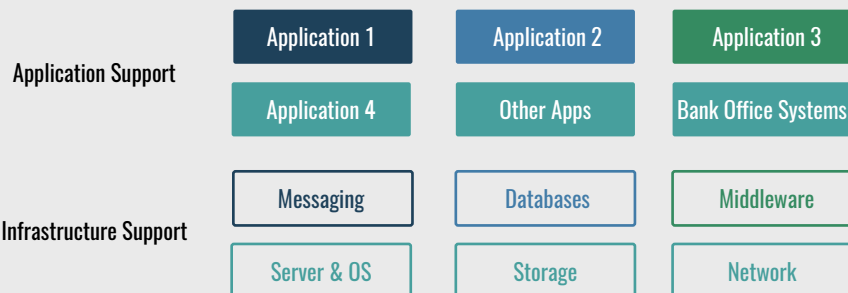 Application Support
Application 1
Application 2
Application 3
Application 4
Other Apps
Bank Office Systems
Infrastructure Support
Messaging
Databases
Middleware
Server & OS
Storage
Network